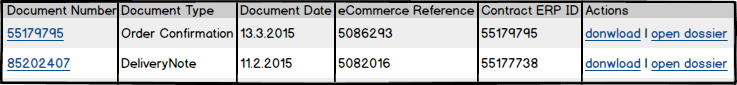 Document Number Document Type Document Date eCommerce Reference Contract ERP ID Actions
55179795 Order Confirmation 13.3.2015 5086293 55179795 donwload | open dossier
85202407 DeliveryNote 11.2.2015 5082016 55177738 donwload | open dossier